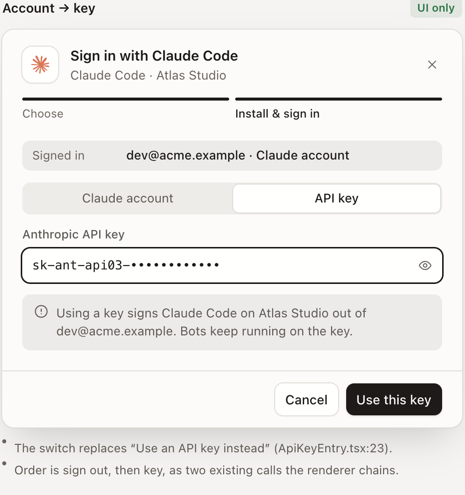 Account → key
UI only
Sign in with Claude Code
Claude Code · Atlas Studio
Choose
Install & sign in
Signed in
dev@acme.example · Claude account
Claude account
API key
Anthropic API key
sk-ant-api03-••••••••••••
Using a key signs Claude Code on Atlas Studio out of
dev@acme.example. Bots keep running on the key.
Cancel
Use this key
• The switch replaces “Use an API key instead” (ApiKeyEntry.tsx:23).
• Order is sign out, then key, as two existing calls the renderer chains.